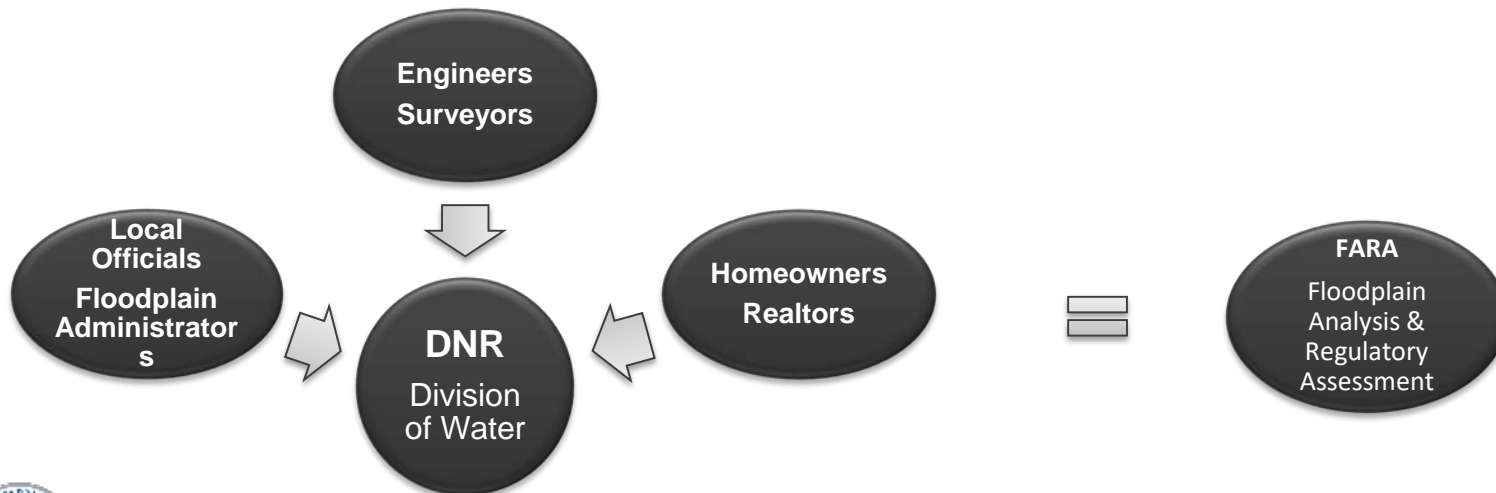 Engineers
Surveyors
Local
Officials
Floodplain
Administrator
s
DNR
Division
of Water
Homeowners
Realtors
FARA
Floodplain
Analysis &
Regulatory
Assessment